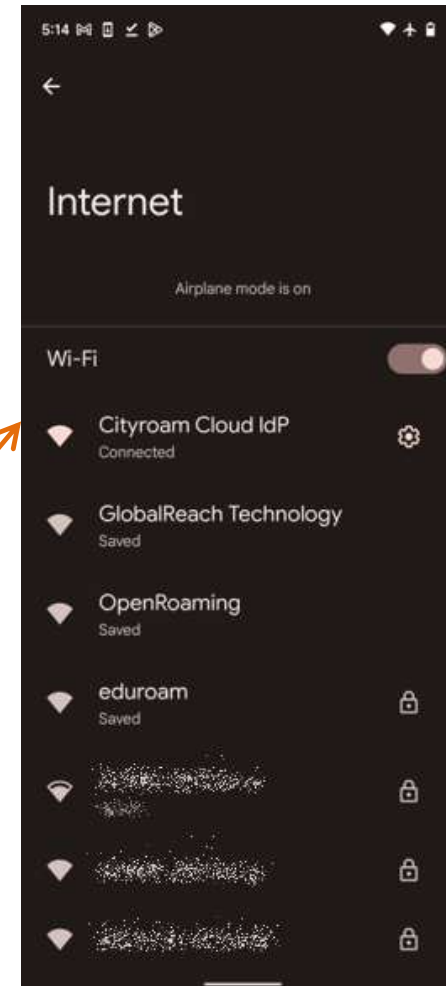 5:14
Internet
Airplane mode is on
Wi-Fi
Cityroam Cloud IdP
Connected
GlobalReach Technology
Saved
OpenRoaming
Saved
eduroam
Saved